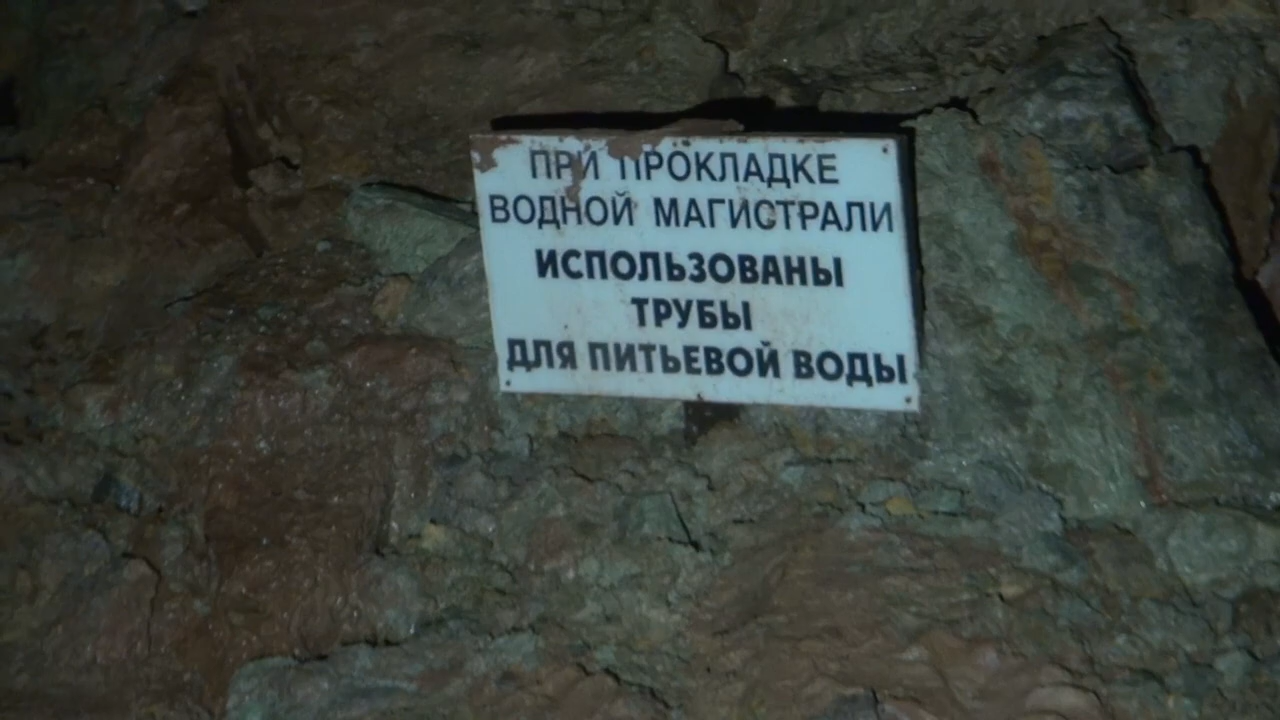 ПРИ ПРОКЛАДКЕ
ВОДНОЙ МАГИСТРАЛИ
ИСПОЛЬЗОВАНЫ
ТРУБЫ
ДЛЯ ПИТЬЕВОЙ ВОДЫ